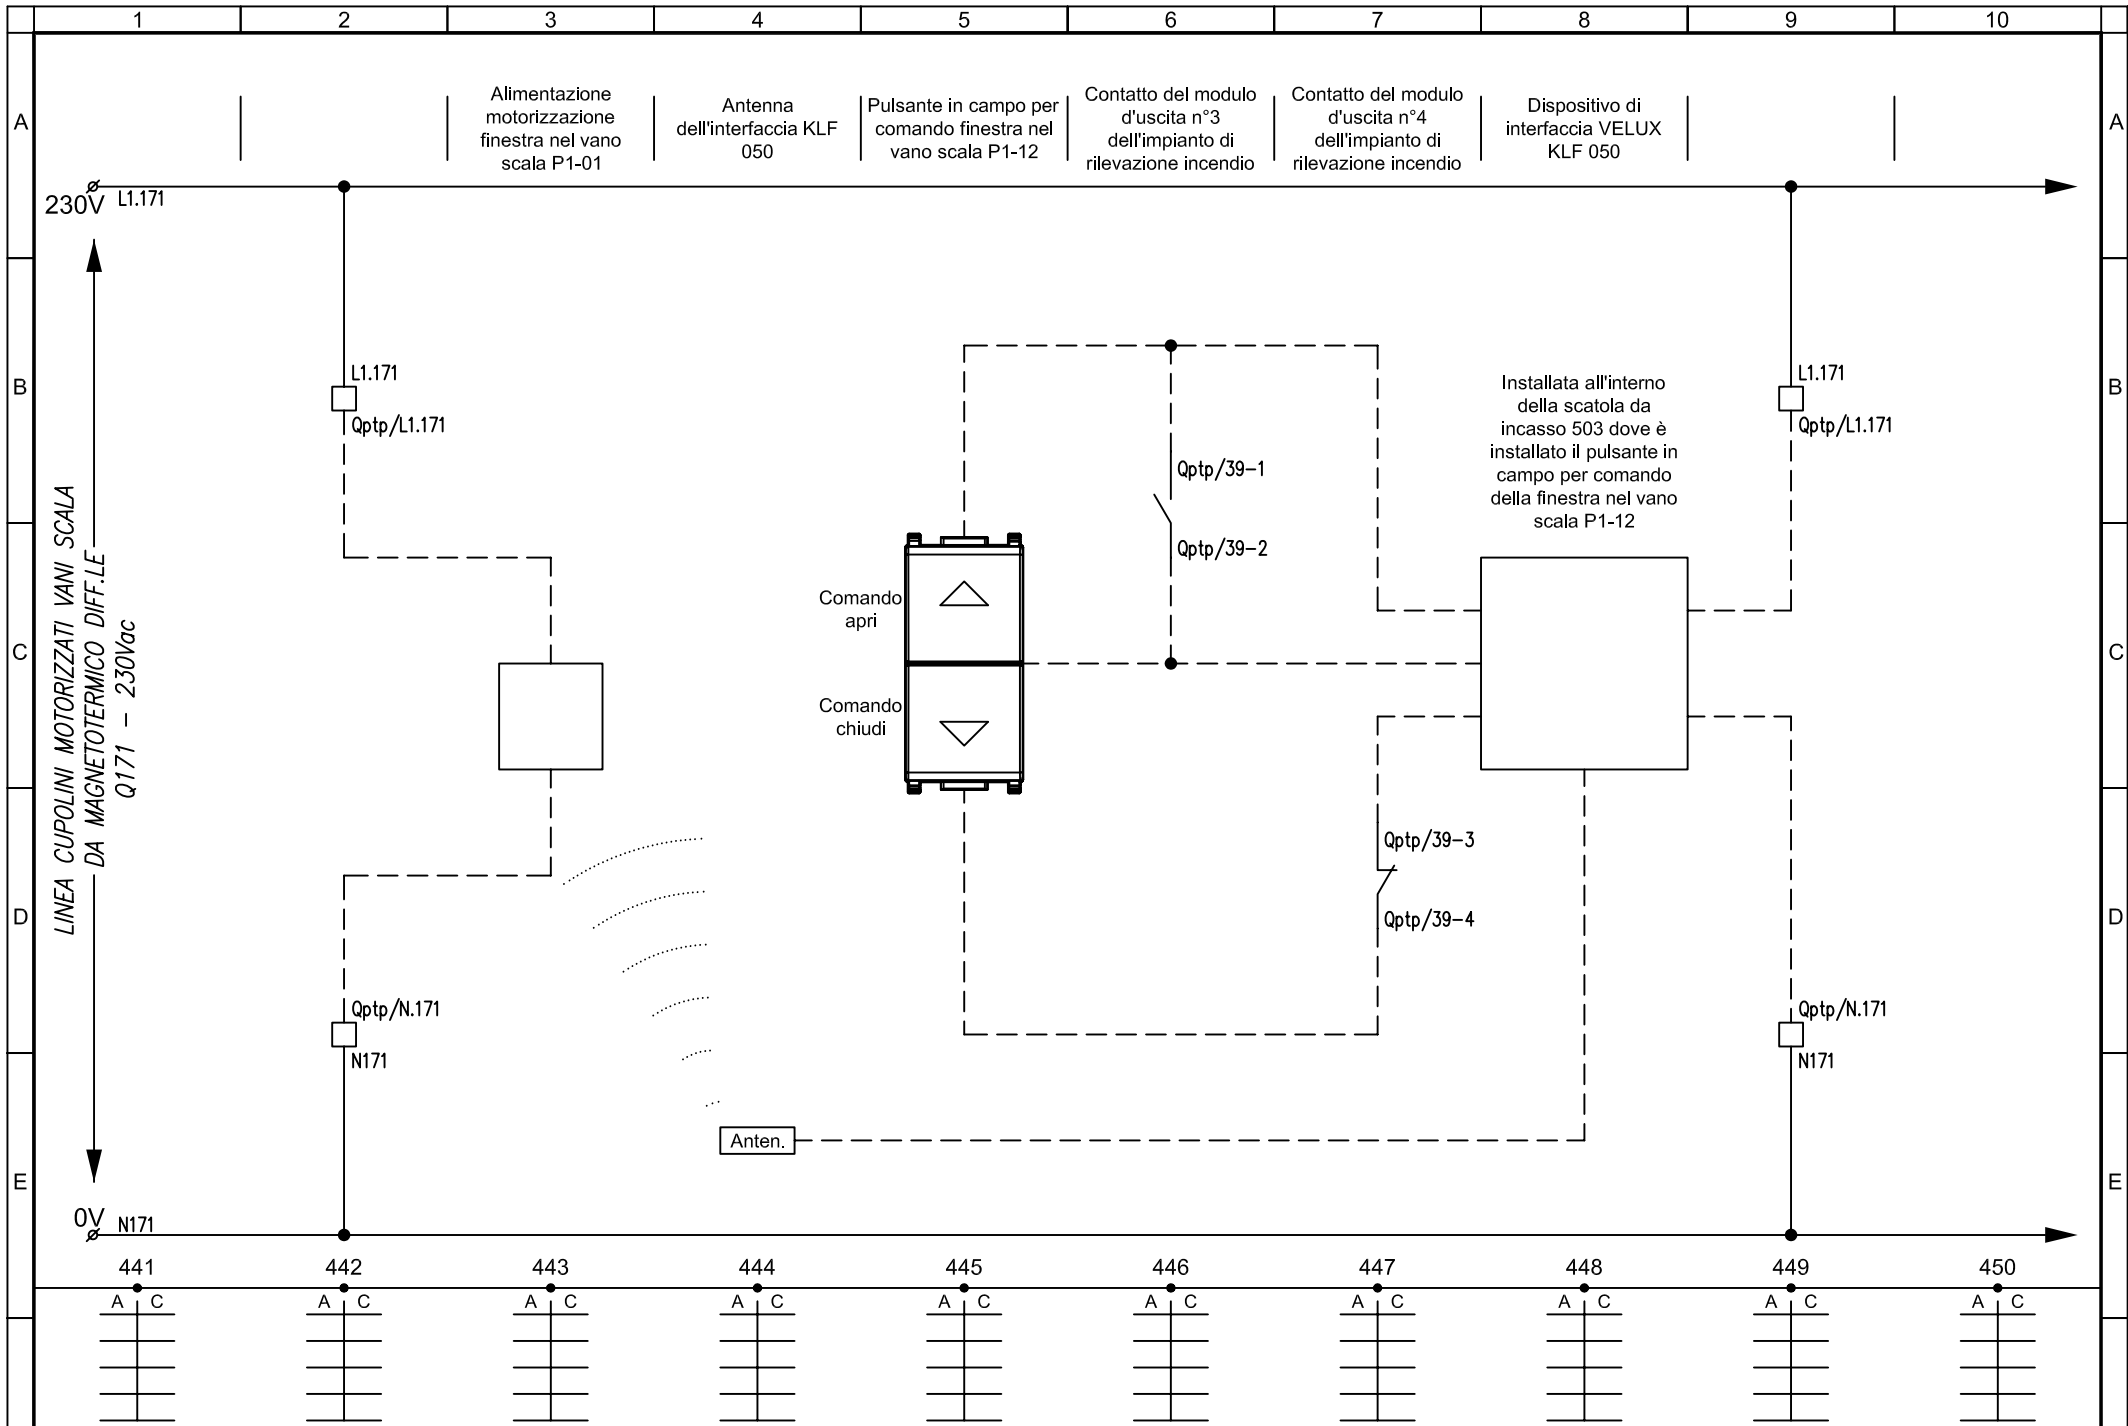 1 2 3 4 5 6 7 8 9 10
A
Alimentazione
motorizzazione
finestra nel vano
scala P1-01
Antenna
dell'interfaccia KLF
050
Pulsante in campo per
comando finestra nel
vano scala P1-12
Contatto del modulo
d'uscita n°3
dell'impianto di
rilevazione incendio
Contatto del modulo
d'uscita n°4
dell'impianto di
rilevazione incendio
Dispositivo di
interfaccia VELUX
KLF 050
A
230V L1.171
B
L1.171
Qptp/L1.171
Qptp/39-1
Qptp/39-2
Installata all'interno
della scatola da
incasso 503 dove è
installato il pulsante in
campo per comando
della finestra nel vano
scala P1-12
L1.171
Qptp/L1.171
B
LINEA CUPOLINI MOTORIZZATI VANI SCALA
DA MAGNETOTERMICO DIFF.LE
Q171 - 230Vac
C
Comando
apri
Comando
chiudi
C
D
Qptp/39-3
Qptp/39-4
D
Qptp/N.171
N171
Qptp/N.171
N171
Anten.
E
E
0V N171
441 442 443 444 445 446 447 448 449 450
A C A C A C A C A C A C A C A C A C A C